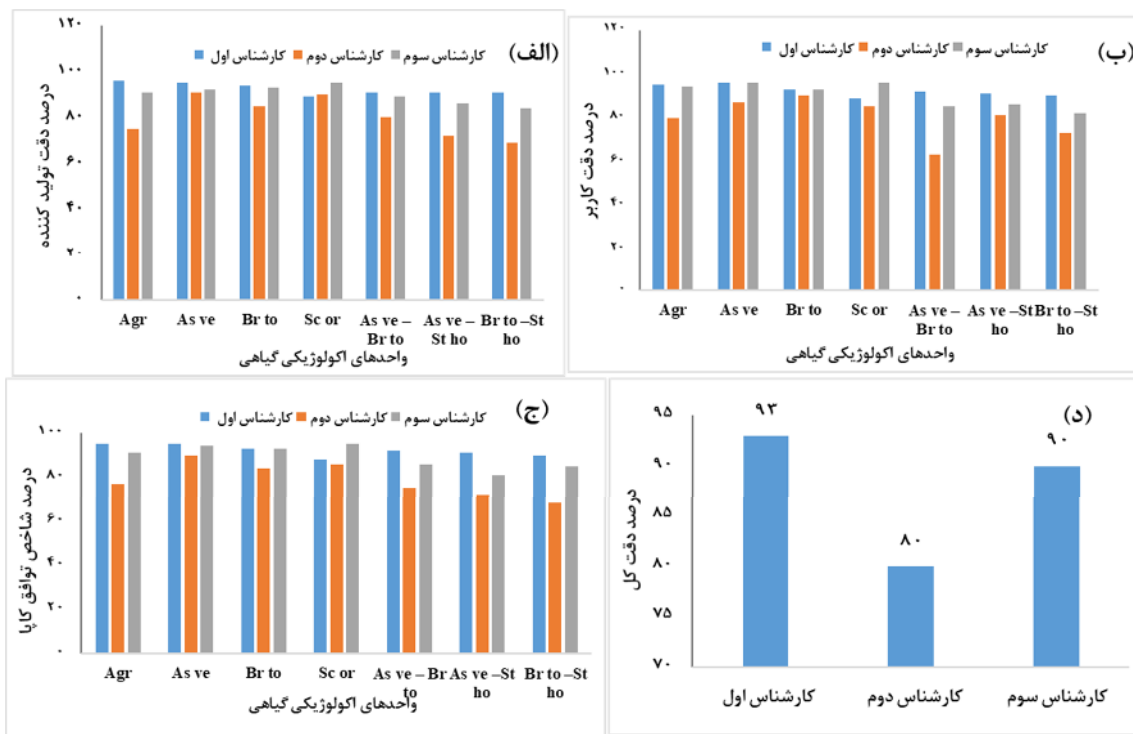 (الف)
کارشناس اول کارشناس دوم کارشناس سوم
درصد دقت تولید کننده
۱۲۰
۱۰۰
۸۰
۶۰
۴۰
۲۰
۰
Agr As ve Br to Sc or As ve – Br to As ve – St ho Br to –St ho
واحدهای اکولوژیکی گیاهی
(ب)
کارشناس اول کارشناس دوم کارشناس سوم
درصد دقت کاربر
۱۲۰
۱۰۰
۸۰
۶۰
۴۰
۲۰
۰
Agr As ve Br to Sc or As ve – Br to As ve –St ho Br to –St ho
واحدهای اکولوژیکی گیاهی
(ج)
کارشناس اول کارشناس دوم کارشناس سوم
درصد شاخص توافق کاپا
۱۰۰
۸۰
۶۰
۴۰
۲۰
۰
Agr As ve Br to Sc or As ve – Br to As ve –St ho Br to –St ho
واحدهای اکولوژیکی گیاهی
(د)
درصد دقت کل
۹۵
۹۰
۸۵
۸۰
۷۵
۷۰
۹۳
۸۰
۹۰
کارشناس اول کارشناس دوم کارشناس سوم